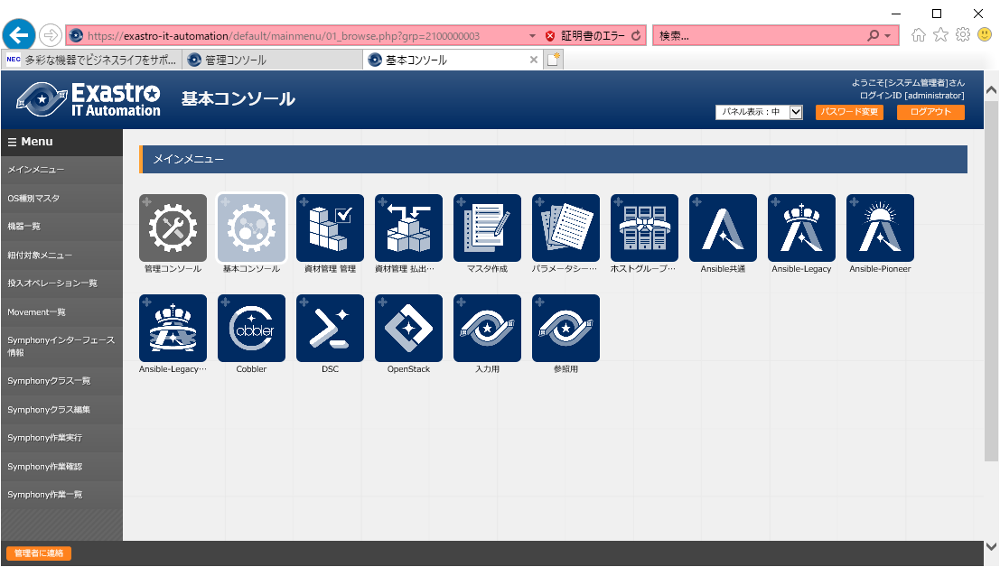 https://exastro-it-automation/default/mainmenu/01_browse.php?grp=2100000003
証明書のエラー
検索...
NEC 多彩な機器でビジネスライフをサポ...
管理コンソール
基本コンソール
Exastro
IT Automation
基本コンソール
ようこそ[システム管理者]さん
ログインID [administrator]
パネル表示：中
パスワード変更
ログアウト
☰ Menu
メインメニュー
OS種別マスタ
機器一覧
紐付対象メニュー
投入オペレーション一覧
Movement一覧
Symphonyインターフェース
情報
Symphonyクラス一覧
Symphonyクラス編集
Symphony作業実行
Symphony作業確認
Symphony作業一覧
メインメニュー
管理コンソール
基本コンソール
資材管理 管理
資材管理 払出…
マスタ作成
パラメータシー…
ホストグループ…
Ansible共通
Ansible-Legacy
Ansible-Pioneer
Ansible-Legacy…
Cobbler
Cobbler
DSC
OpenStack
入力用
参照用
管理者に連絡